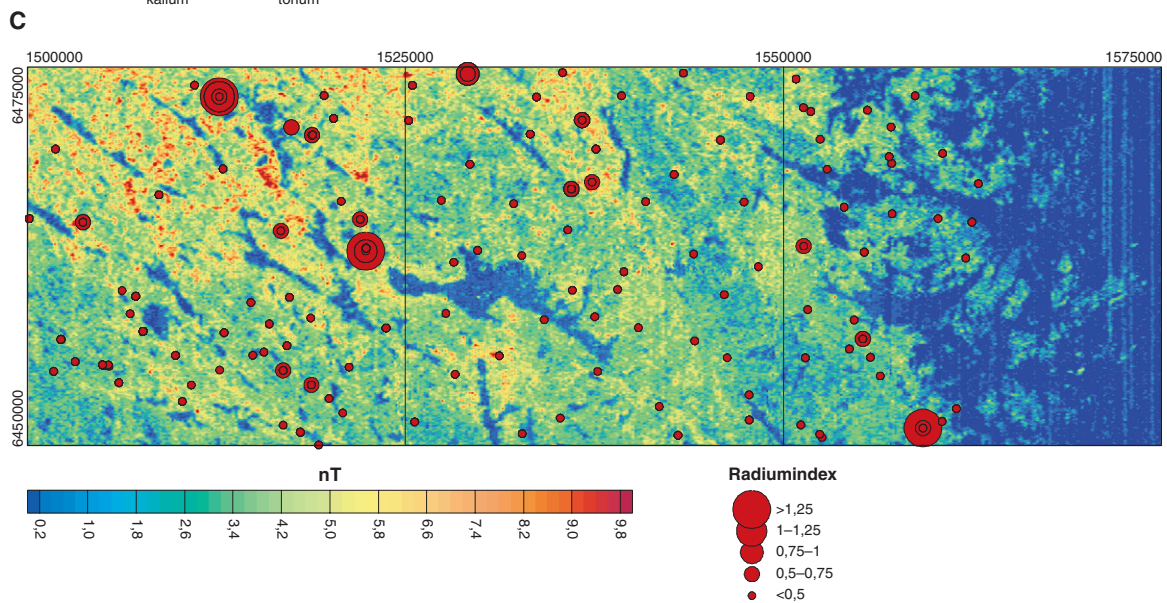 kalium torium
C
1500000 1525000 1550000 1575000
6475000
6450000
nT
0,2 1,0 1,8 2,6 3,4 4,2 5,0 5,8 6,6 7,4 8,2 9,0 9,8
Radiumindex
>1,25
1–1,25
0,75–1
0,5–0,75
<0,5